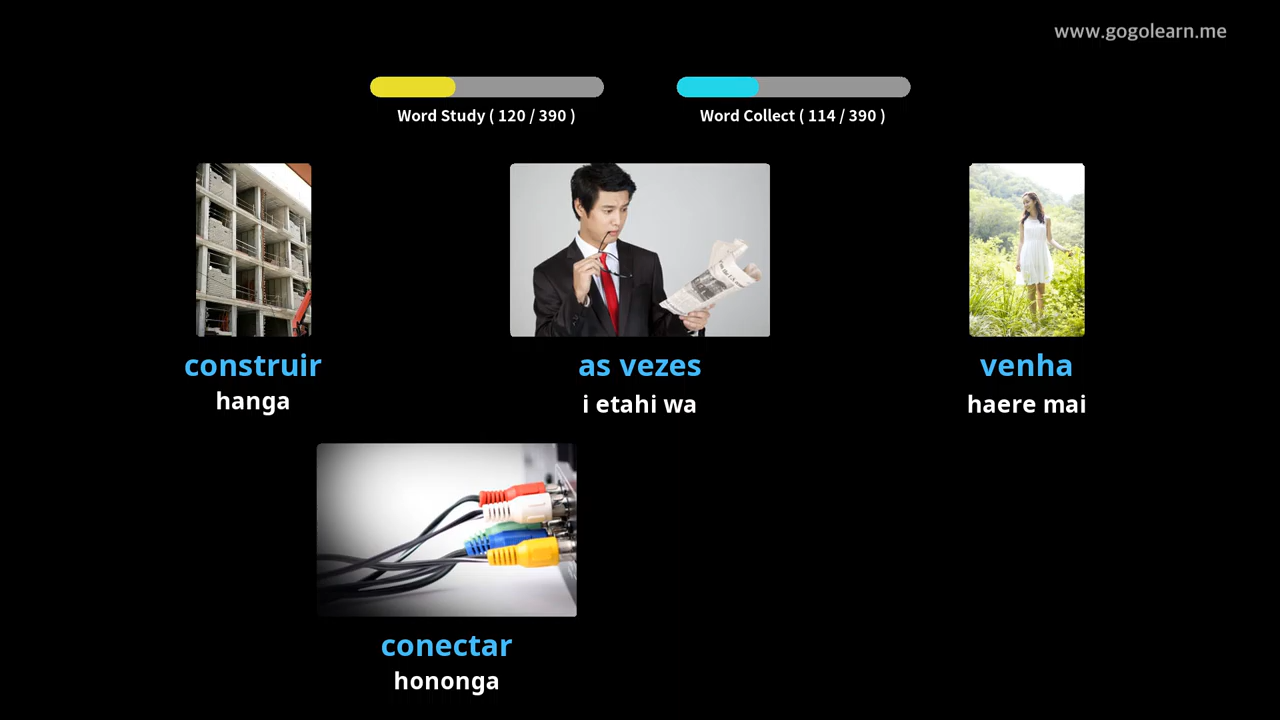 www.gogolearn.me
Word Study ( 120 / 390 )
Word Collect ( 114 / 390 )
construir
hanga
as vezes
i etahi wa
venha
haere mai
conectar
hononga